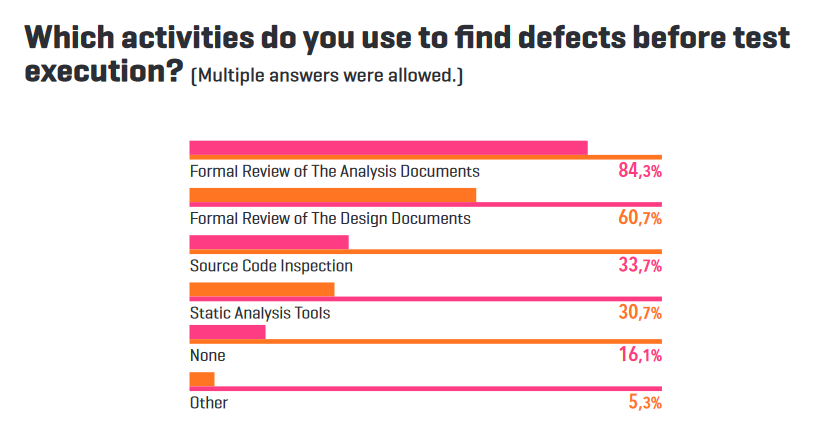 Which activities do you use to find defects before test
execution? (Multiple answers were allowed.)
Formal Review of The Analysis Documents 84,3%
Formal Review of The Design Documents 60,7%
Source Code Inspection 33,7%
Static Analysis Tools 30,7%
None 16,1%
Other 5,3%